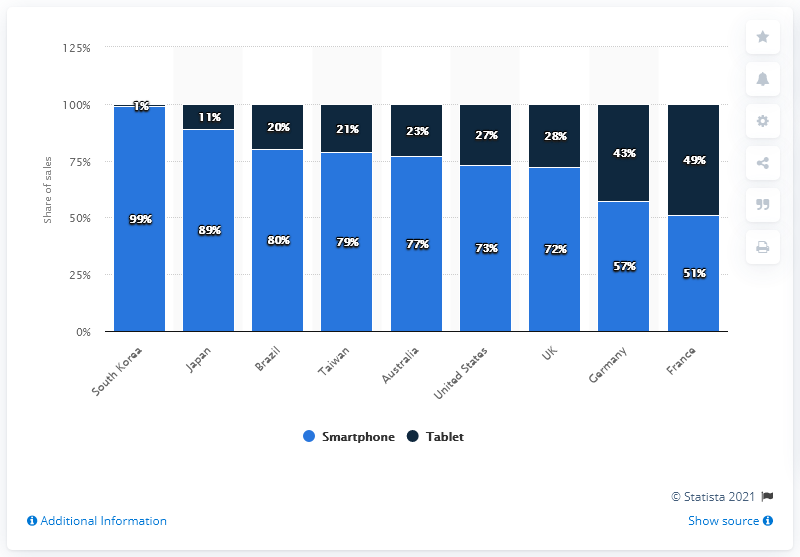 125%
100%
75%
50%
25%
0%
Share of sales
1%
11%
20%
21%
23%
27%
28%
43%
49%
99%
89%
80%
79%
77%
73%
72%
57%
51%
South Korea
Japan
Brazil
Taiwan
Australia
United States
UK
Germany
France
Smartphone Tablet
© Statista 2021
Additional Information Show source